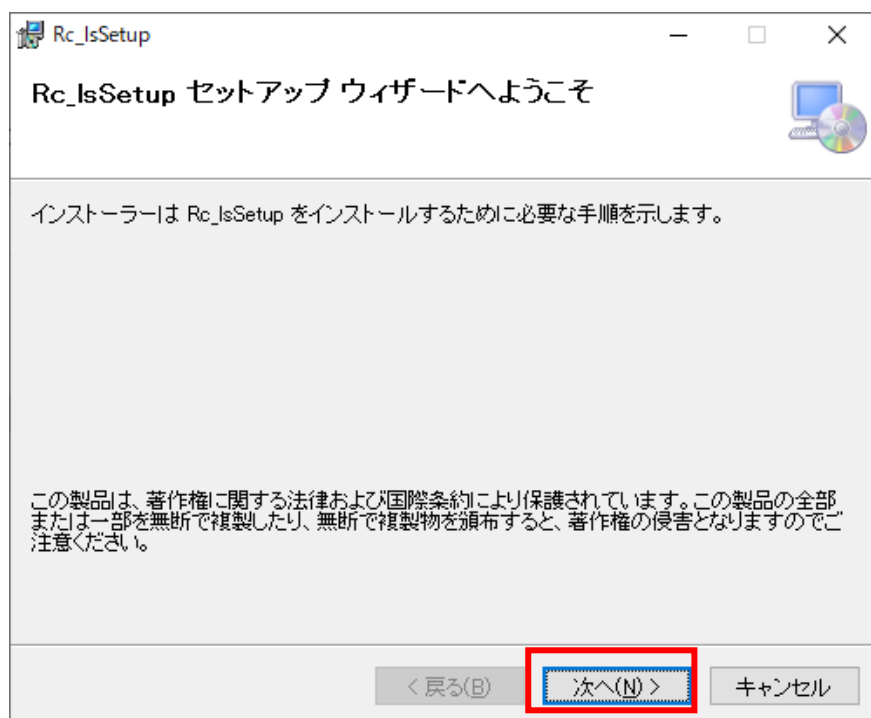 Rc_IsSetup
Rc_IsSetup セットアップ ウィザードへようこそ
インストーラーは Rc_IsSetup をインストールするために必要な手順を示します。
この製品は、著作権に関する法律および国際条約により保護されています。この製品の全部
または一部を無断で複製したり、無断で複製物を頒布すると、著作権の侵害となりますのでご
注意ください。
< 戻る(B)
次へ(N) >
キャンセル